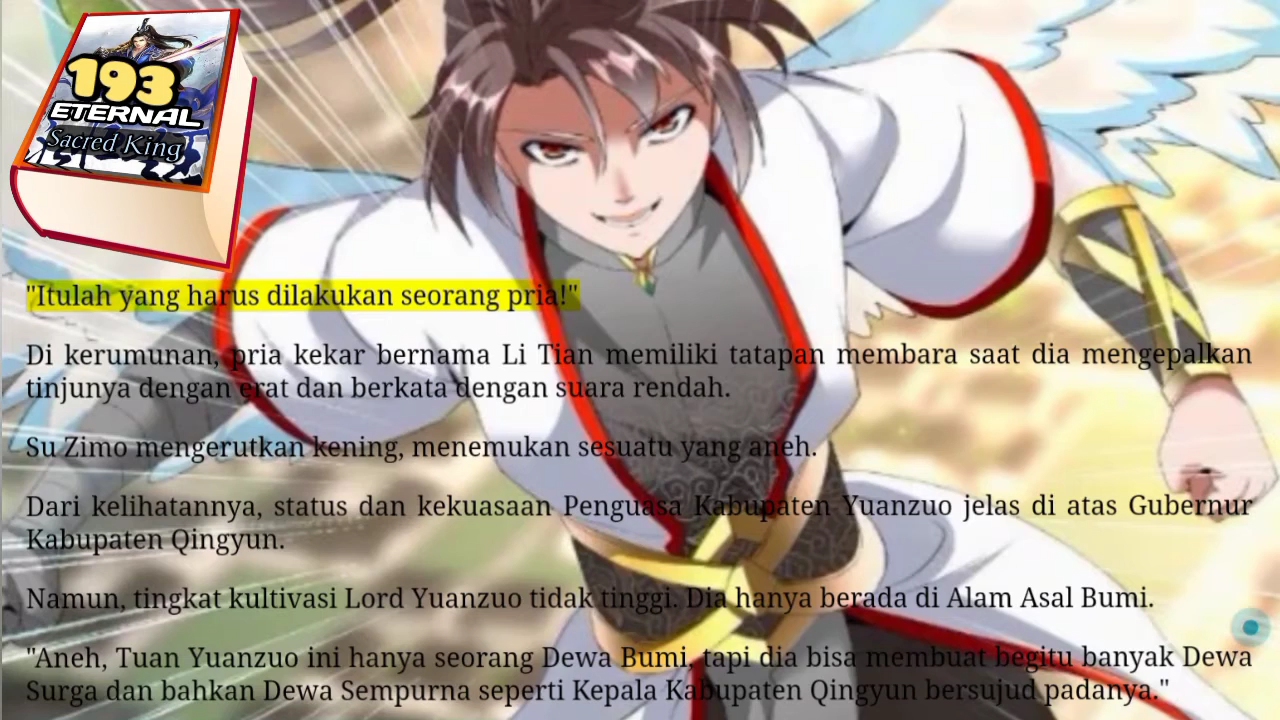 193
ETERNAL
Sacred King
"Itulah yang harus dilakukan seorang pria!"
Di kerumunan, pria kekar bernama Li Tian memiliki tatapan membara saat dia mengepalkan
tinjunya dengan erat dan berkata dengan suara rendah.
Su Zimo mengerutkan kening, menemukan sesuatu yang aneh.
Dari kelihatannya, status dan kekuasaan Penguasa Kabupaten Yuanzuo jelas di atas Gubernur
Kabupaten Qingyun.
Namun, tingkat kultivasi Lord Yuanzuo tidak tinggi. Dia hanya berada di Alam Asal Bumi.
"Aneh, Tuan Yuanzuo ini hanya seorang Dewa Bumi, tapi dia bisa membuat begitu banyak Dewa
Surga dan bahkan Dewa Sempurna seperti Kepala Kabupaten Qingyun bersujud padanya."